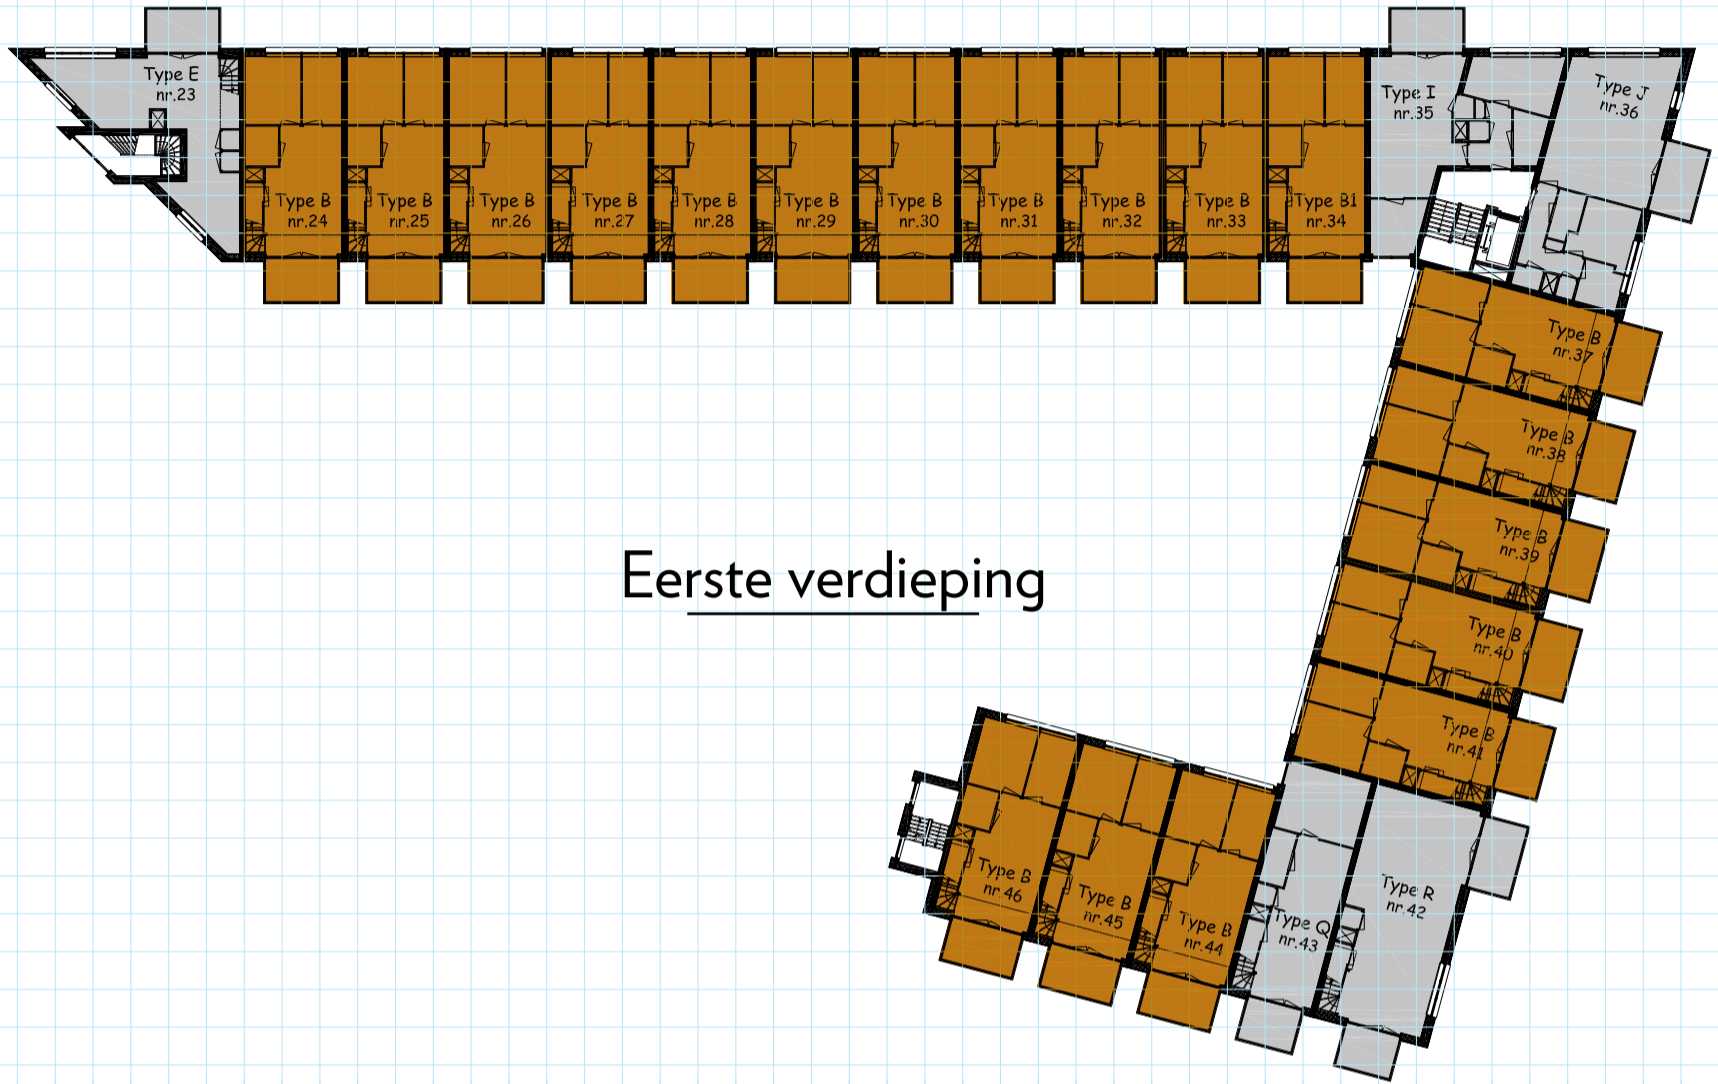 Type E
nr.23
Type B
nr.24
Type B
nr.25
Type B
nr.26
Type B
nr.27
Type B
nr.28
Type B
nr.29
Type B
nr.30
Type B
nr.31
Type B
nr.32
Type B
nr.33
Type B1
nr.34
Type I
nr.35
Type J
nr.36
Type B
nr.37
Type B
nr.38
Type B
nr.39
Type B
nr.40
Type B
nr.41
Eerste verdieping
Type R
nr.42
Type Q
nr.43
Type B
nr.44
Type B
nr.45
Type B
nr.46